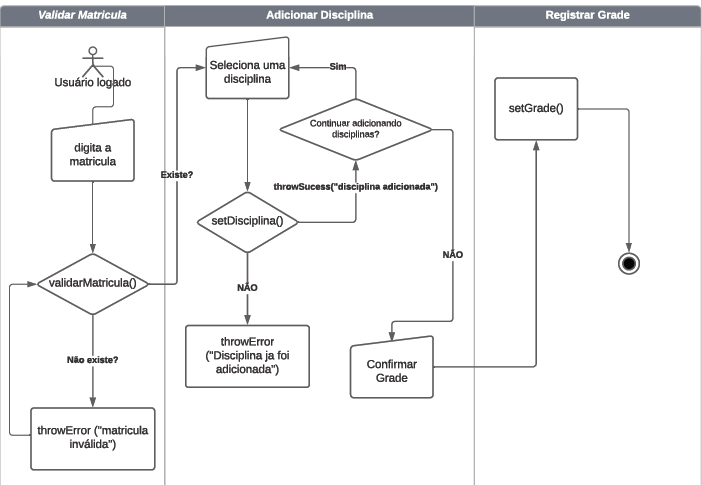 Validar Matricula
Adicionar Disciplina
Registrar Grade
Usuário logado
digita a
matricula
Existe?
validarMatricula()
Não existe?
throwError ("matricula
inválida")
Seleciona uma
disciplina
Sim
Continuar adicionando
disciplinas?
throwSucess("disciplina adicionada")
setDisciplina()
NÃO
NÃO
throwError
("Disciplina ja foi
adicionada")
Confirmar
Grade
setGrade()